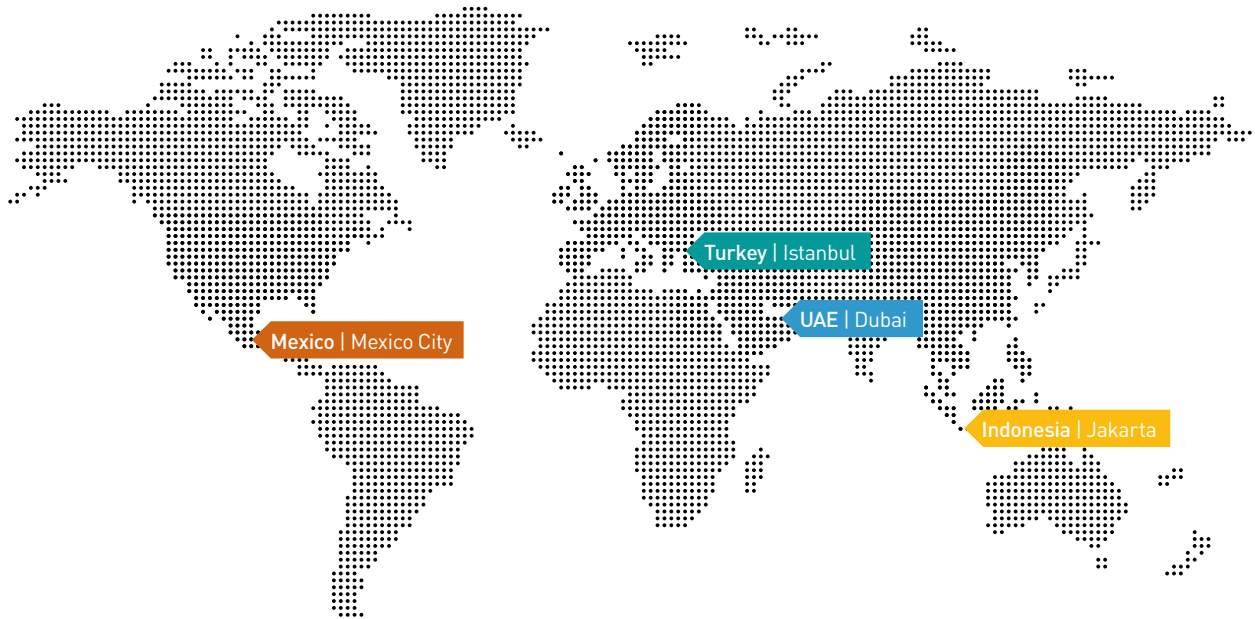 Turkey | Istanbul
UAE | Dubai
Mexico | Mexico City
Indonesia | Jakarta